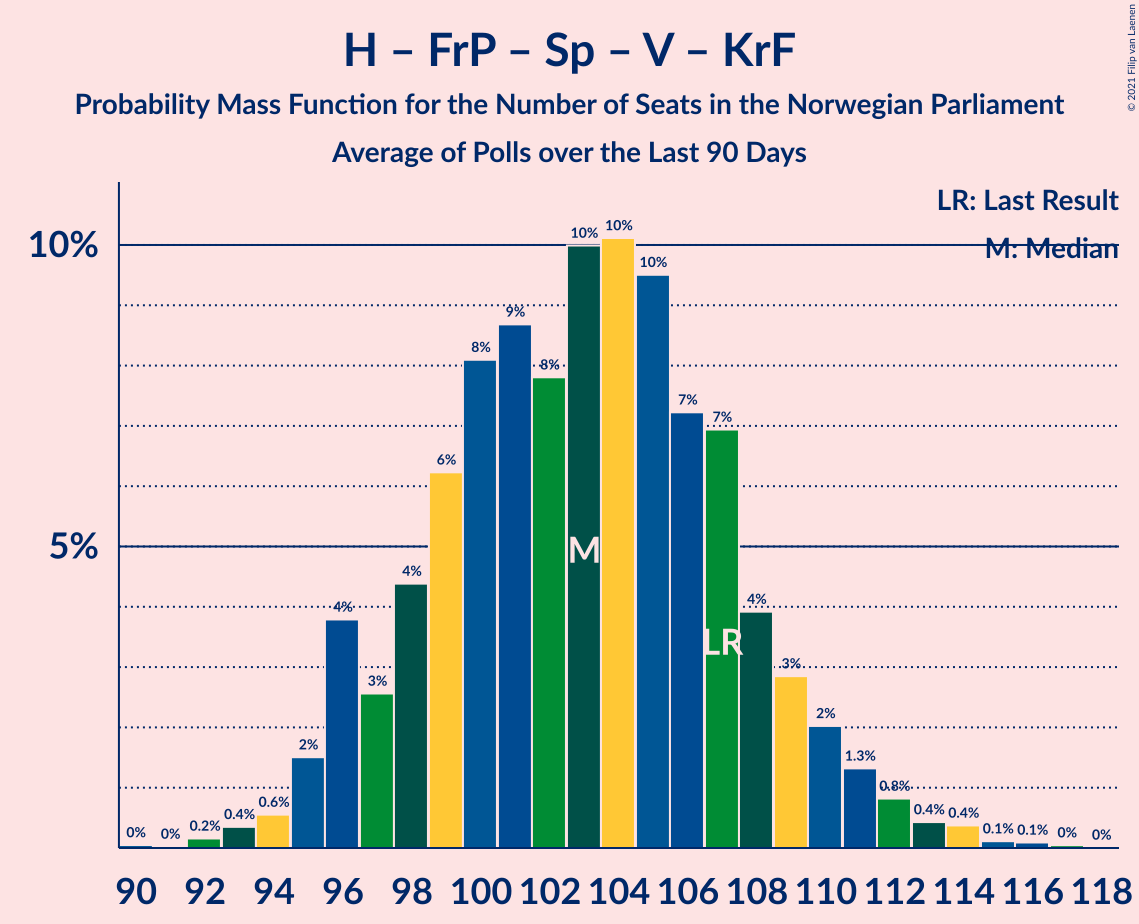 © 2021 Filip van Laenen
H – FrP – Sp – V – KrF
Probability Mass Function for the Number of Seats in the Norwegian Parliament
Average of Polls over the Last 90 Days
LR: Last Result
M: Median
10%
5%
0% 0% 0.2% 0.4% 0.6% 2% 4% 3% 4% 6% 8% 9% 8% 10% 10% 10% 7% 7% 4% 3% 2% 1.3% 0.8% 0.4% 0.4% 0.1% 0.1% 0% 0%
M
LR
90 92 94 96 98 100 102 104 106 108 110 112 114 116 118